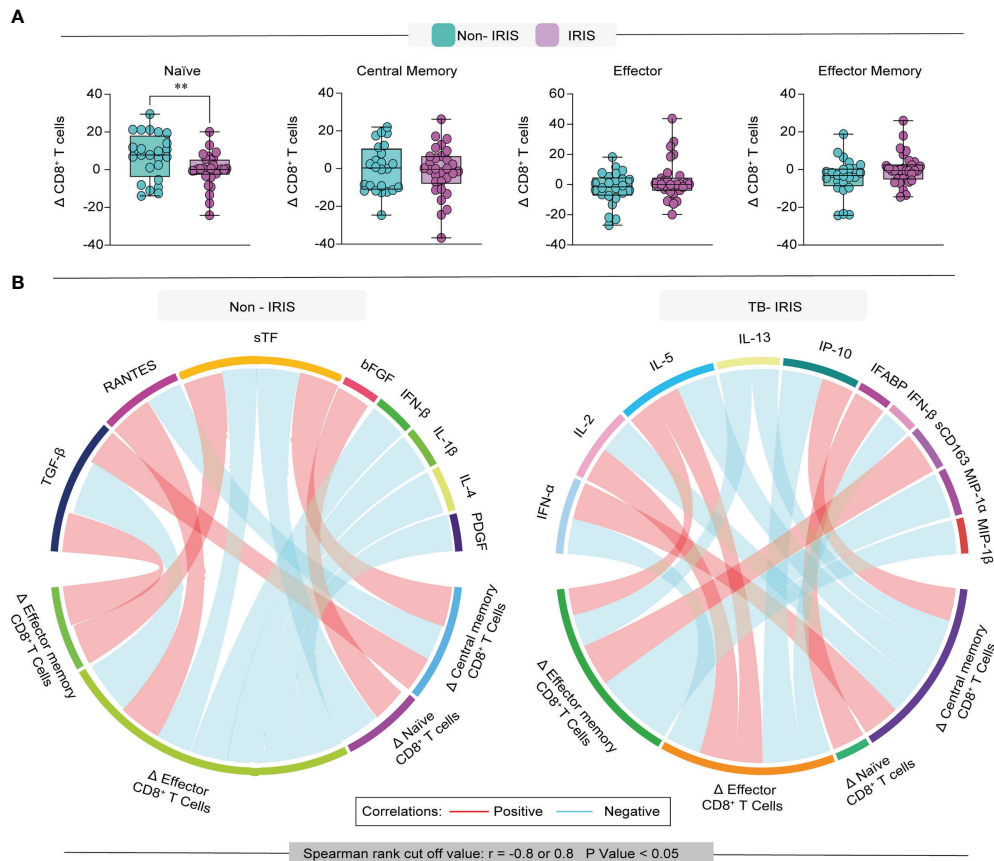 A
Non- IRIS IRIS
Naïve
Δ CD8+ T cells
40
20
0
-20
-40
**
Central Memory
Δ CD8+ T cells
40
20
0
-20
-40
Effector
Δ CD8+ T cells
60
40
20
0
-20
-40
Effector Memory
Δ CD8+ T cells
40
20
0
-20
-40
B
Non - IRIS
TGF-β
RANTES
sTF
bFGF
IFN-β
IL-1β
IL-4
PDGF
Δ Effector memory
CD8+ T Cells
Δ Effector
CD8+ T Cells
Δ Naïve
CD8+ T cells
Δ Central memory
CD8+ T Cells
TB- IRIS
IFN-α
IL-2
IL-5
IL-13
IP-10
IFABP
IFN-β
sCD163
MIP-1α
MIP-1β
Δ Effector memory
CD8+ T Cells
Δ Effector
CD8+ T Cells
Δ Naïve
CD8+ T cells
Δ Central memory
CD8+ T Cells
Correlations: Positive Negative
Spearman rank cut off value: r = -0.8 or 0.8 P Value < 0.05